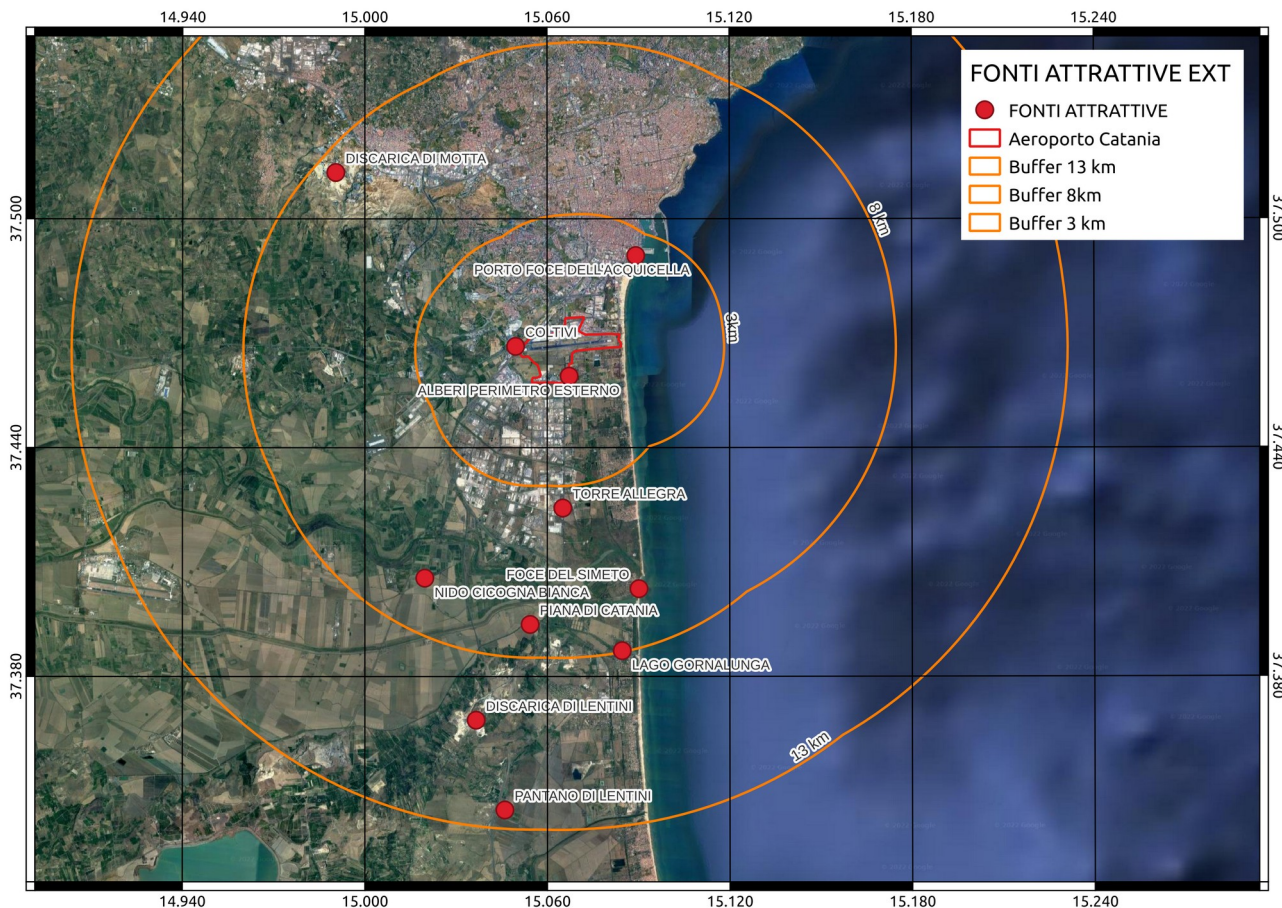 14.940 15.000 15.060 15.120 15.180 15.240
FONTI ATTRATTIVE EXT
FONTI ATTRATTIVE
Aeroporto Catania
Buffer 13 km
Buffer 8km
Buffer 3 km
DISCARICA DI MOTTA
37.500
37.500
8 km
PORTO FOCE DELL'ACQUICELLA
3km
COLTIVI
ALBERI PERIMETRO ESTERNO
37.440
37.440
TORRE ALLEGRA
FOCE DEL SIMETO
NIDO CICOGNA BIANCA
PIANA DI CATANIA
LAGO GORNALUNGA
37.380
37.380
DISCARICA DI LENTINI
13 km
PANTANO DI LENTINI
14.940 15.000 15.060 15.120 15.180 15.240